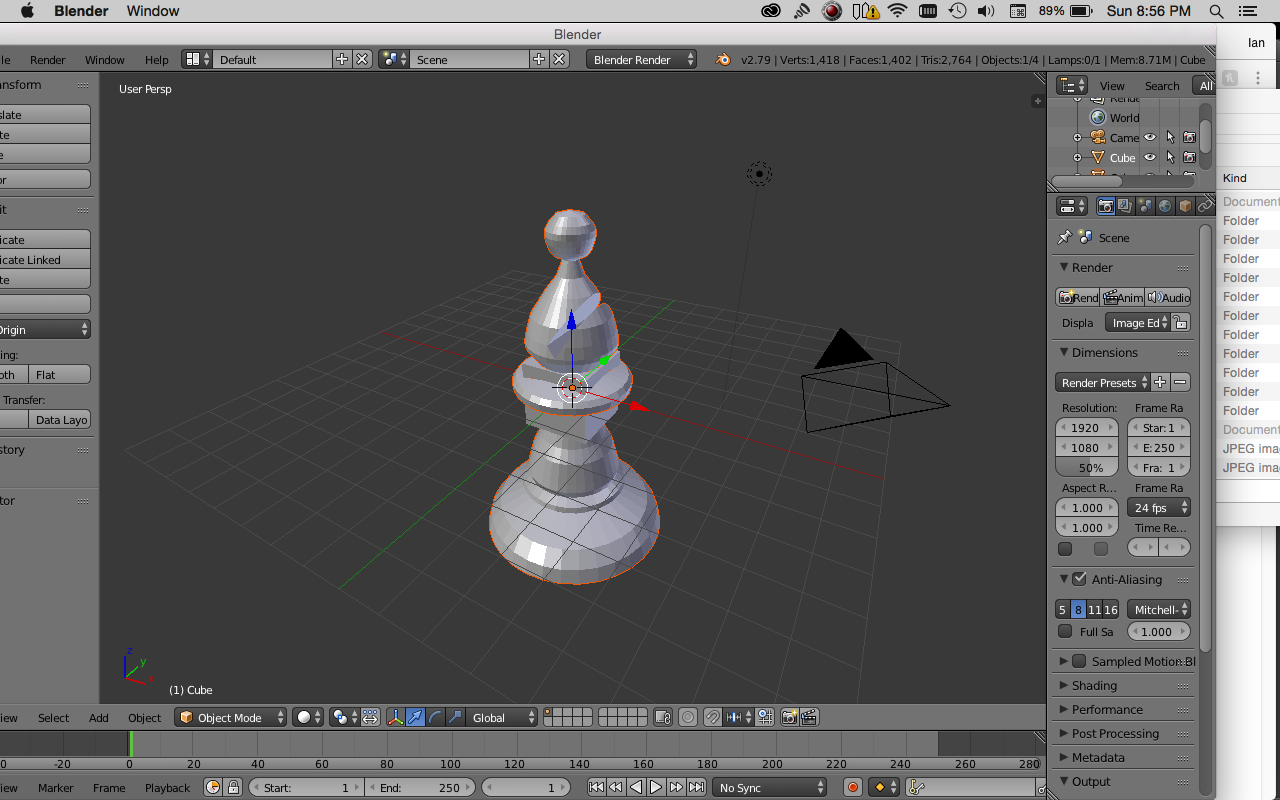 Blender Window 89% Sun 8:56 PM
Blender
Ian
le Render Window Help Default Scene Blender Render v2.79 | Verts:1,418 | Faces:1,402 | Tris:2,764 | Objects:1/4 | Lamps:0/1 | Mem:8.71M | Cube
ansform
User Persp
slate
te
e
or
it
icate
icate Linked
te
Origin
ng:
oth Flat
Transfer:
Data Layo
story
tor
z
y
x
(1) Cube
View Search All
Rende
World
Came
Cube
Scene
Render
Rend Anim Audio
Displa Image Ed
Dimensions
Render Presets
Resolution: Frame Ra
1920 Star: 1
1080 E: 250
50% Fra: 1
Aspect R... Frame Ra
1.000 24 fps
1.000 Time Re...
Anti-Aliasing
5 8 11 16 Mitchell-
Full Sa 1.000
Sampled Motion Bl
Shading
Performance
Post Processing
Metadata
Output
Kind
Document
Folder
Folder
Folder
Folder
Folder
Folder
Folder
Folder
Folder
Folder
Folder
Document
JPEG imag
JPEG imag
iew Select Add Object Object Mode Global
0 -20 0 20 40 60 80 100 120 140 160 180 200 220 240 260 280
iew Marker Frame Playback Start: 1 End: 250 1 No Sync